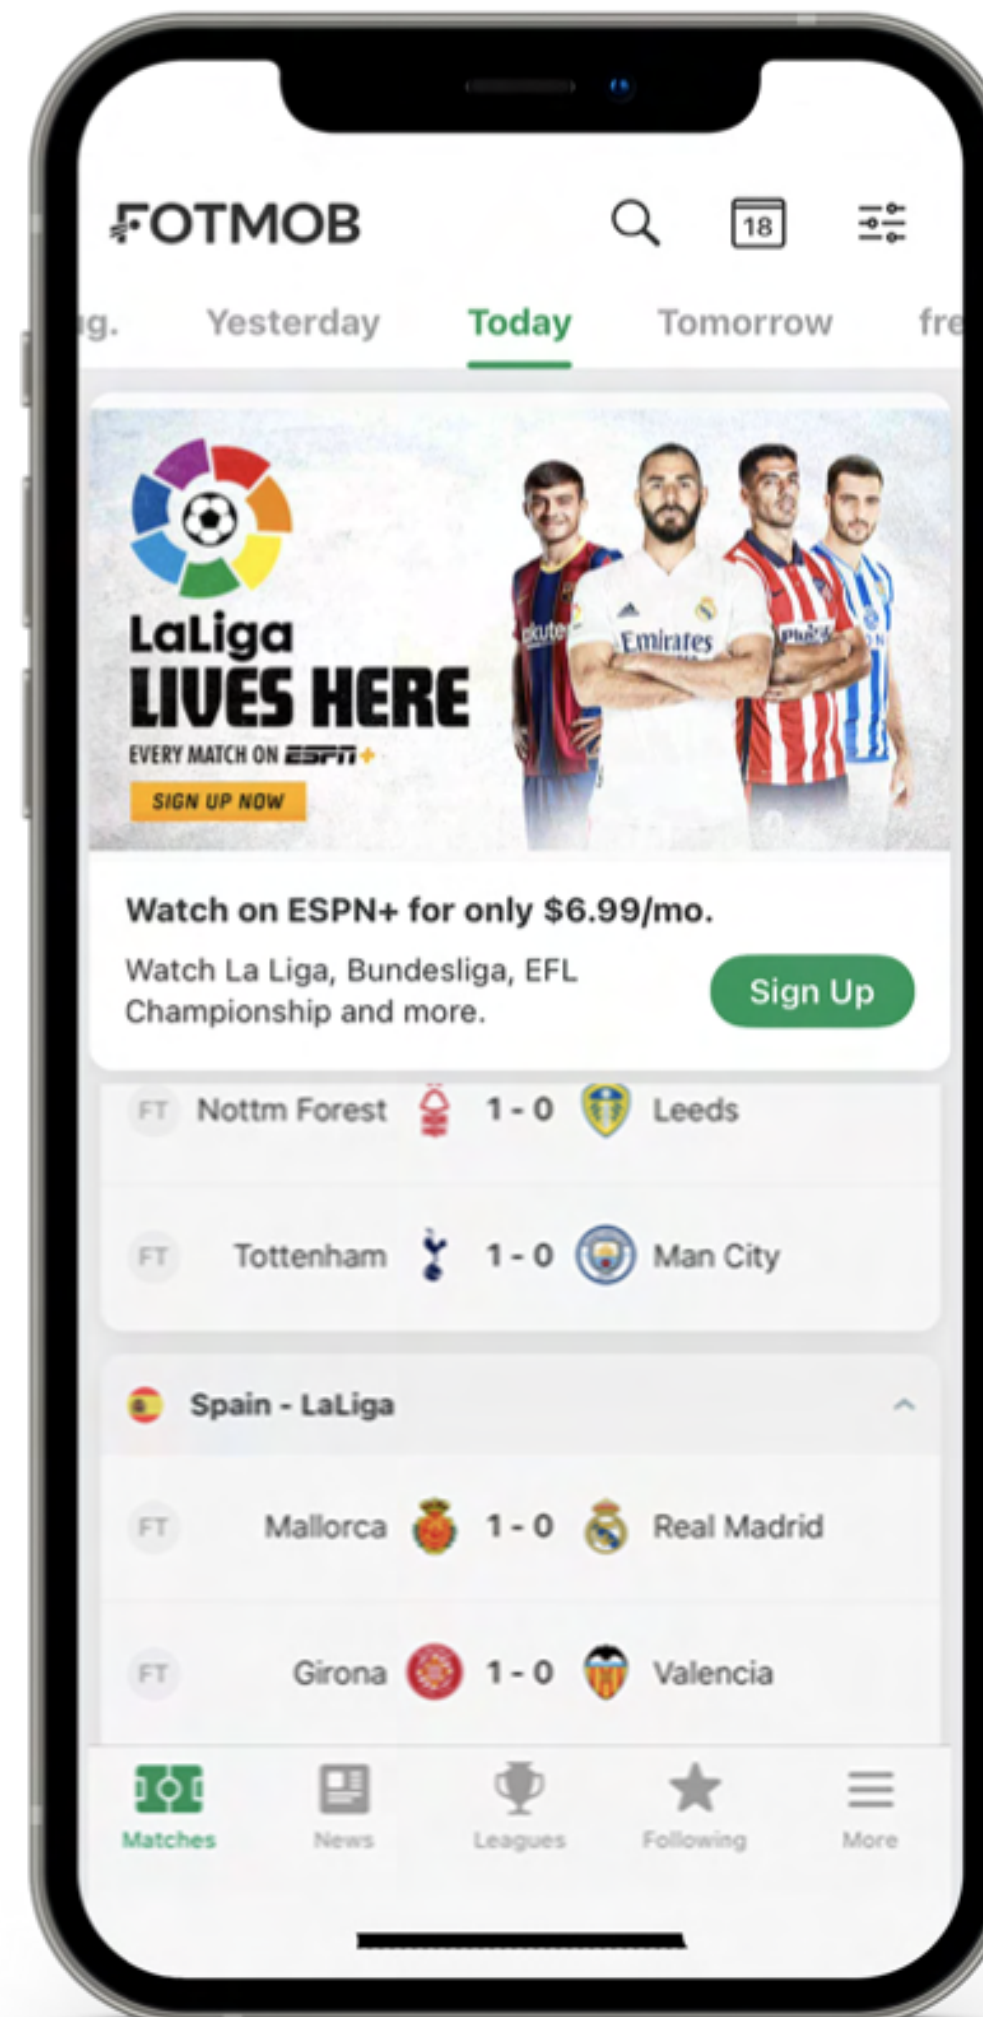 FOTMOB
18
ug. Yesterday Today Tomorrow fre
LaLiga
LIVES HERE
EVERY MATCH ON ESPN+
SIGN UP NOW
Emirates
Watch on ESPN+ for only $6.99/mo.
Watch La Liga, Bundesliga, EFL
Championship and more.
Sign Up
FT Nottm Forest 1 - 0 Leeds
FT Tottenham 1 - 0 Man City
Spain - LaLiga
FT Mallorca 1 - 0 Real Madrid
FT Girona 1 - 0 Valencia
Matches News Leagues Following More